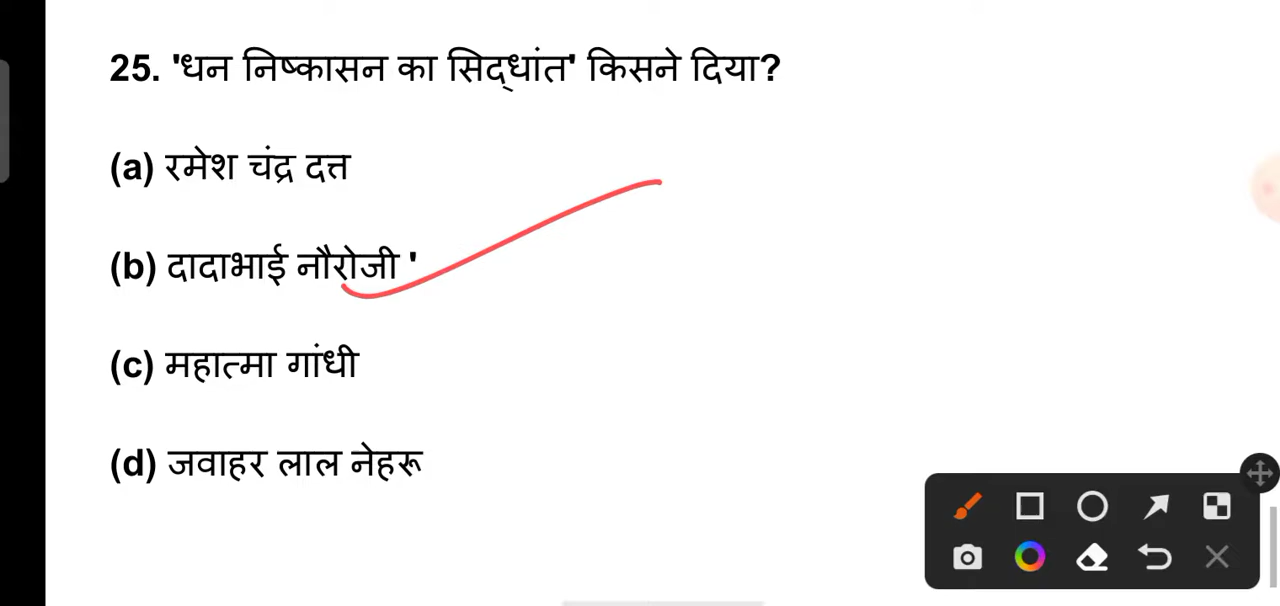 25. 'धन निष्कासन का सिद्धांत' किसने दिया?
(a) रमेश चंद्र दत्त
(b) दादाभाई नौरोजी '
(c) महात्मा गांधी
(d) जवाहर लाल नेहरू